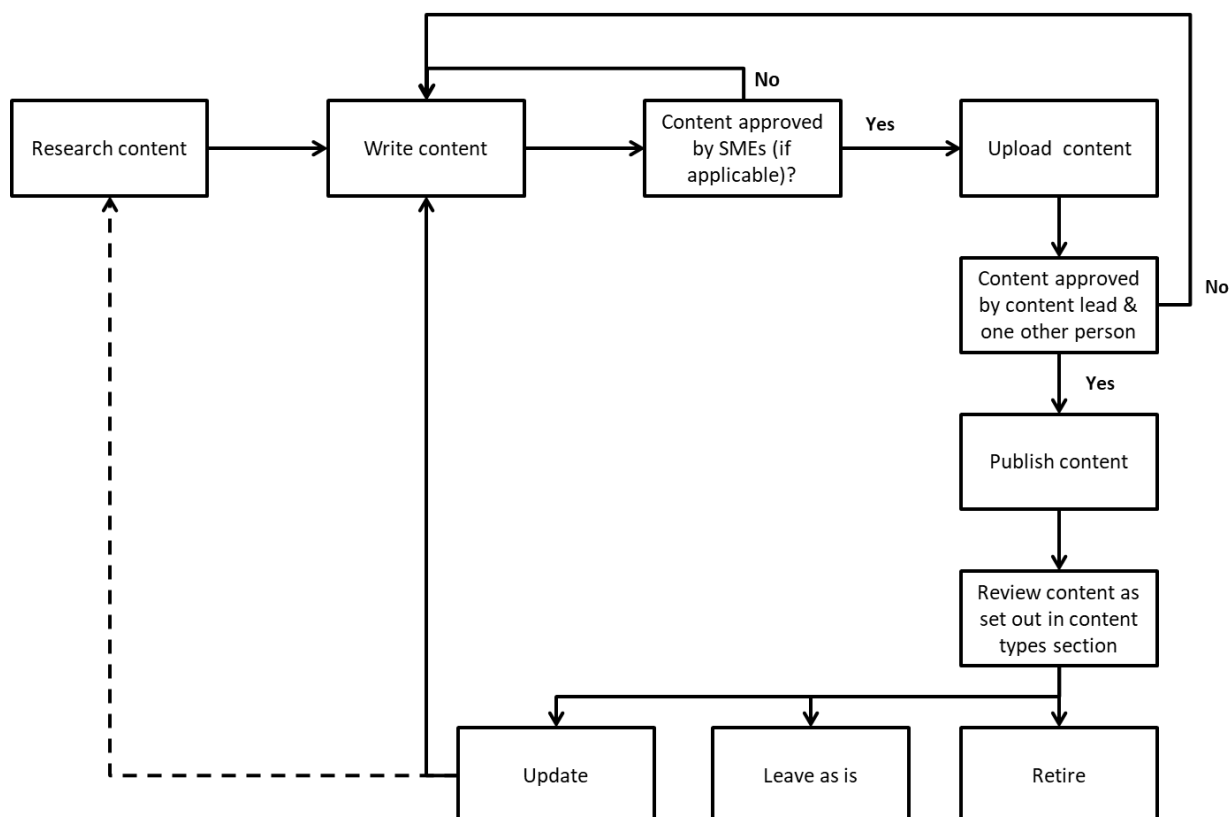 No
Research content
Write content
Content approved
by SMEs (if
applicable)?
Yes
Upload content
Content approved
by content lead &
one other person
No
Yes
Publish content
Review content as
set out in content
types section
Update
Leave as is
Retire